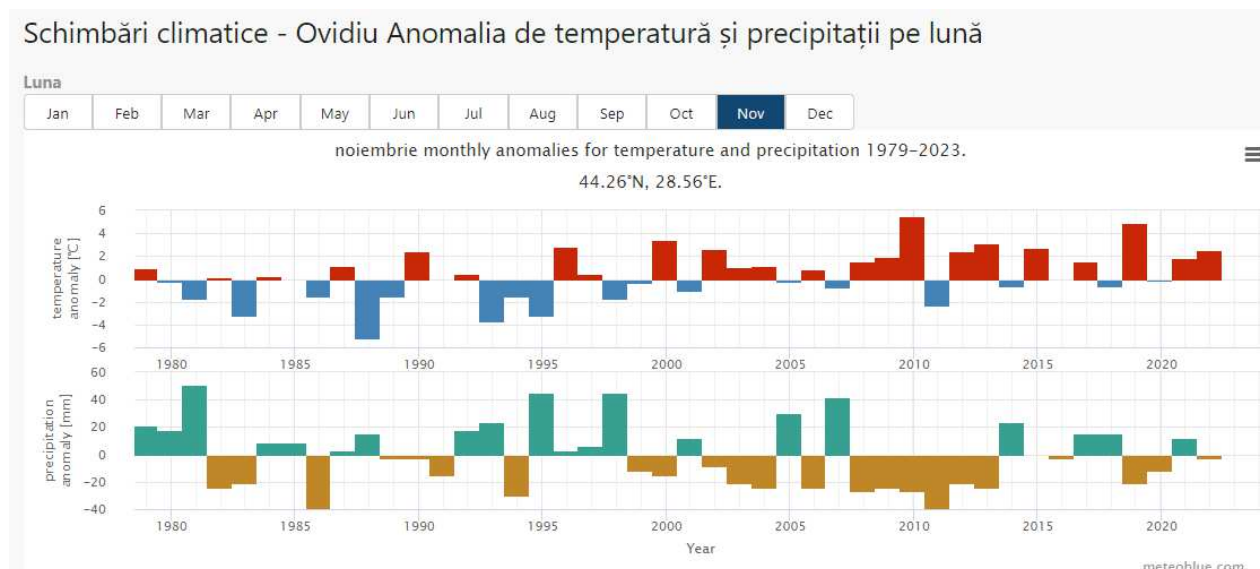 Schimbări climatice - Ovidiu Anomalia de temperatură și precipitații pe lună
Luna
Jan Feb Mar Apr May Jun Jul Aug Sep Oct Nov Dec
noiembrie monthly anomalies for temperature and precipitation 1979–2023.
44.26°N, 28.56°E.
temperature
anomaly [°C]
6
4
2
0
−2
−4
−6
1980 1985 1990 1995 2000 2005 2010 2015 2020
precipitation
anomaly [mm]
60
40
20
0
−20
−40
1980 1985 1990 1995 2000 2005 2010 2015 2020
Year
meteoblue.com